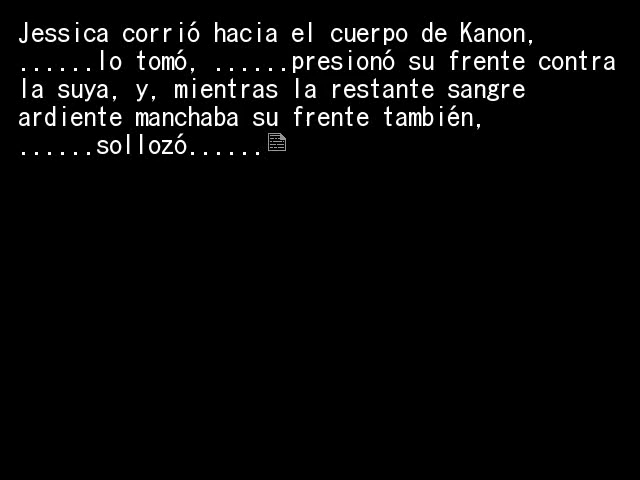 Jessica corrió hacia el cuerpo de Kanon,
......lo tomó, ......presionó su frente contra
la suya, y, mientras la restante sangre
ardiente manchaba su frente también,
......sollozó......